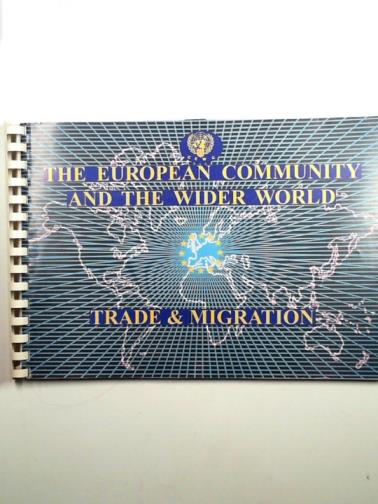 THE EUROPEAN COMMUNITY
AND THE WIDER WORLD
TRADE & MIGRATION